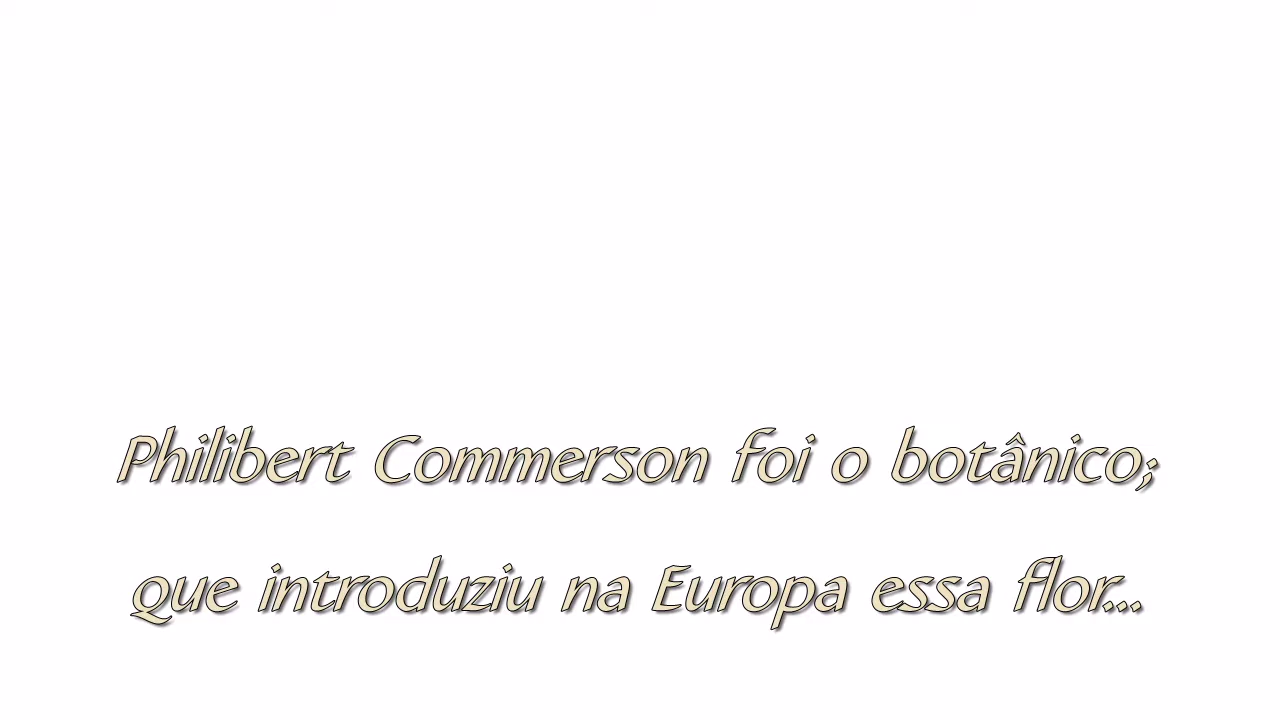 Philibert Commerson foi o botânico;
que introduziu na Europa essa flor...